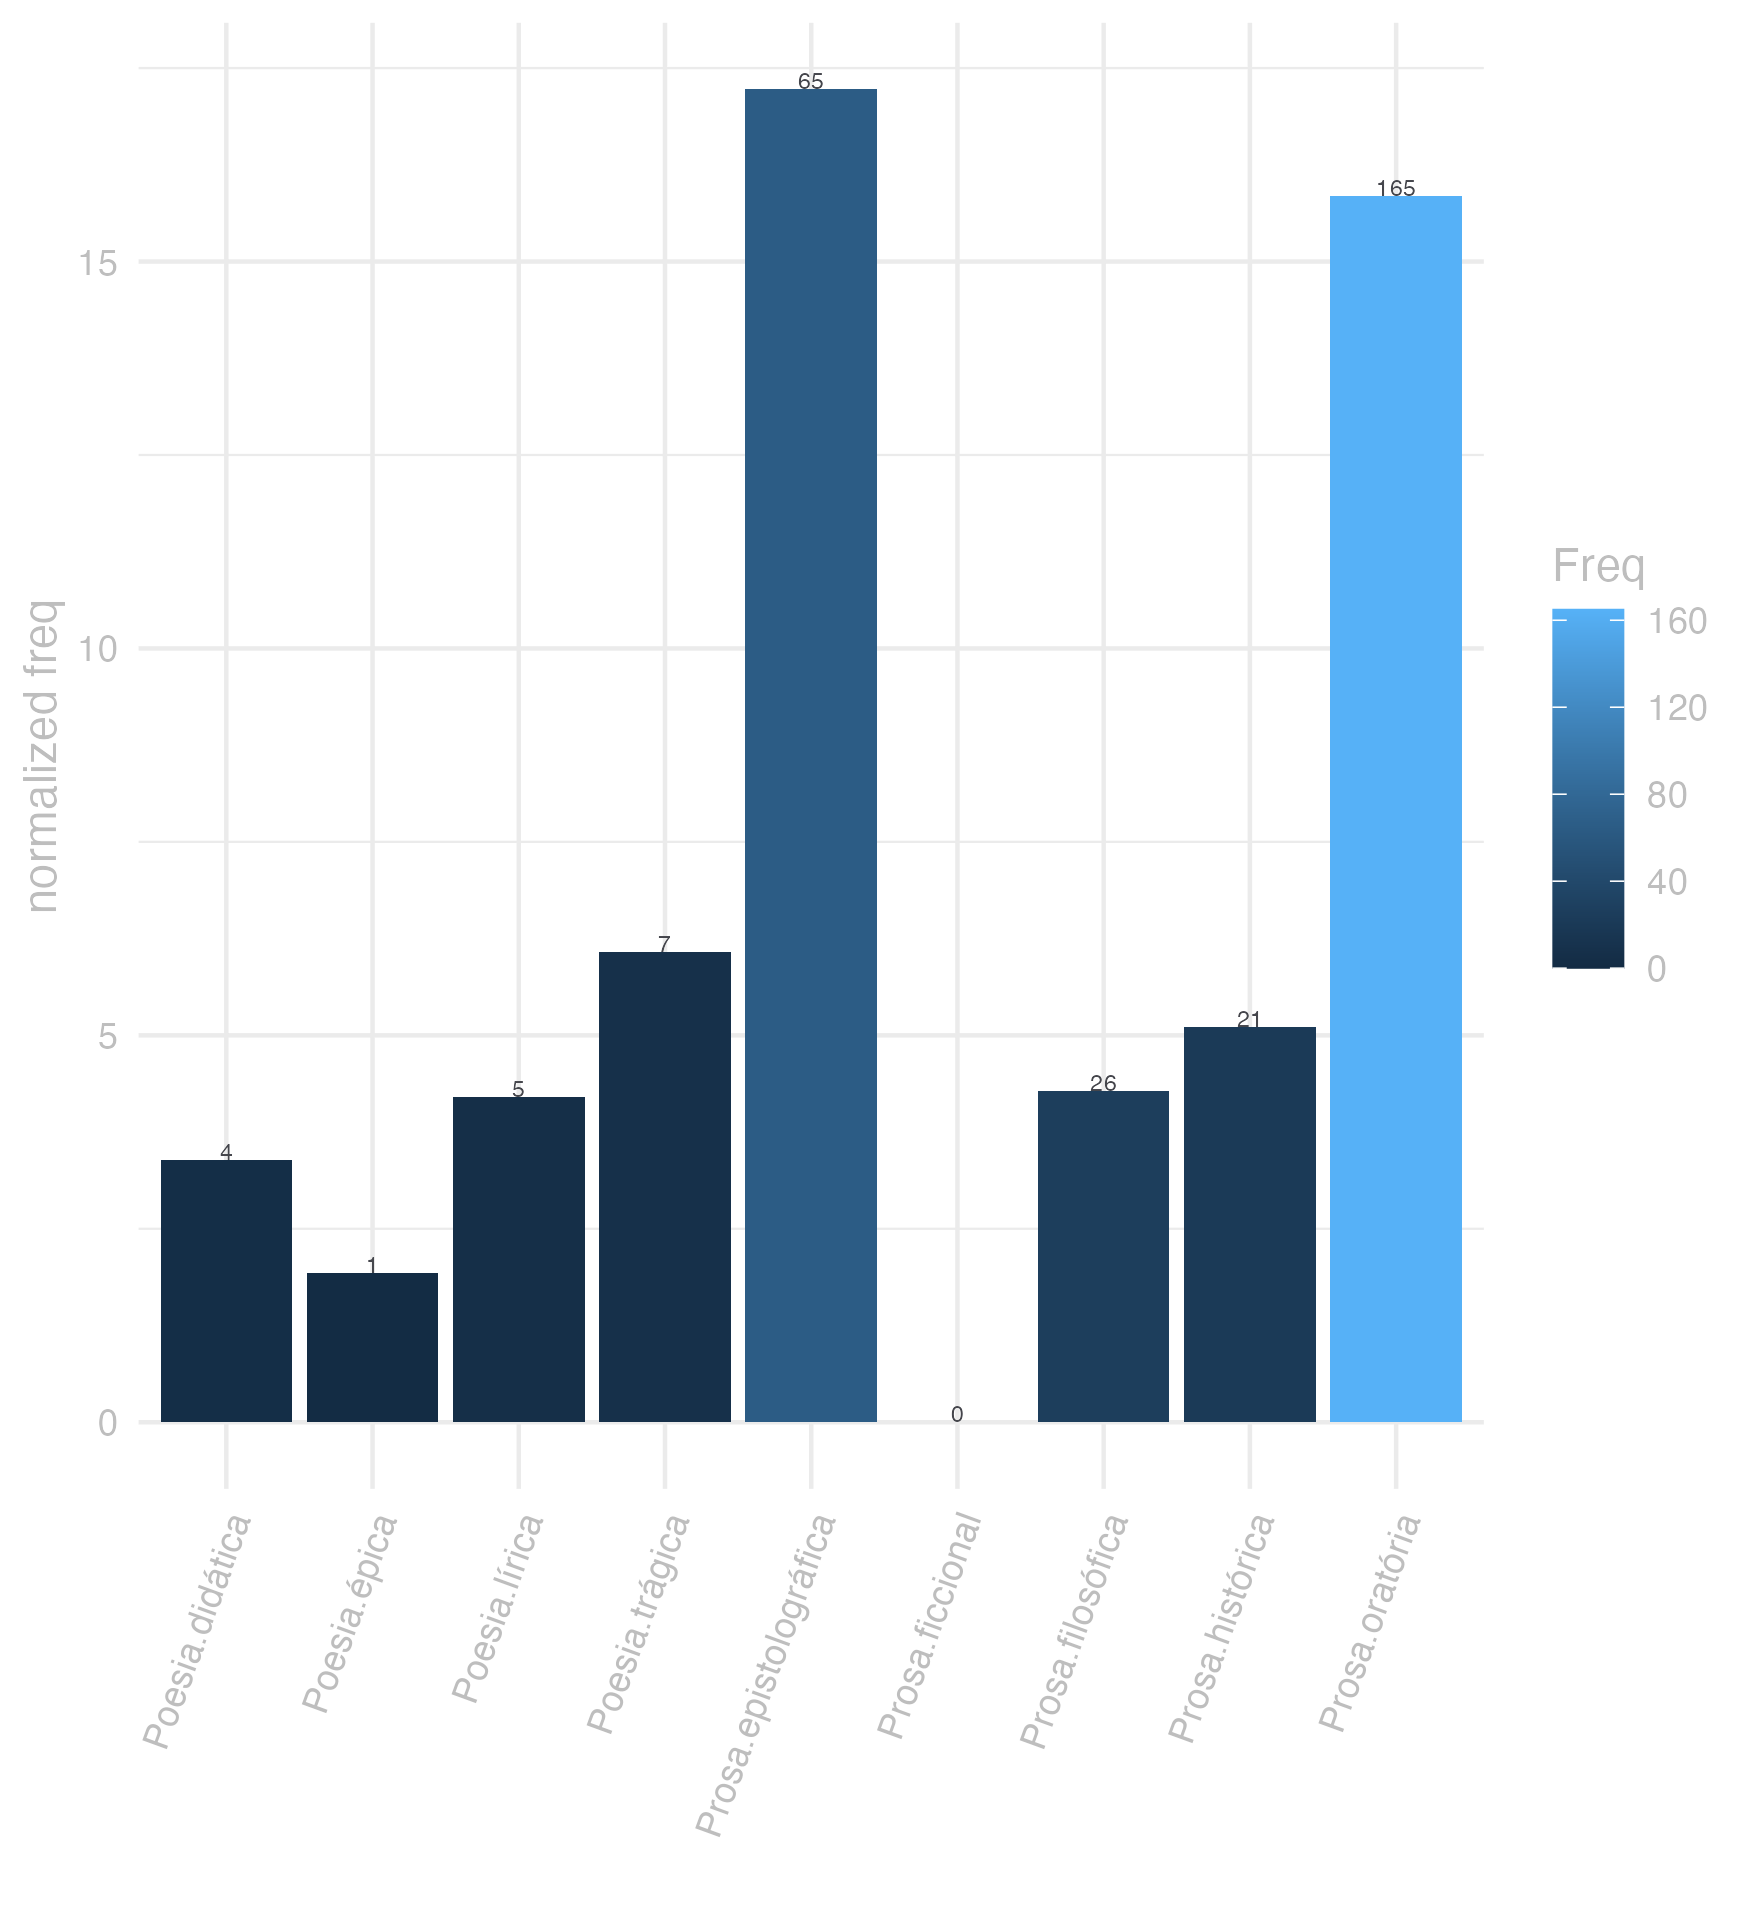 65
165
15
10
7
5
21
26
5
4
1
0
0
normalized freq
Poesia.didática
Poesia.épica
Poesia.lírica
Poesia.trágica
Prosa.epistolográfica
Prosa.ficcional
Prosa.filosófica
Prosa.histórica
Prosa.oratória
Freq
160
120
80
40
0